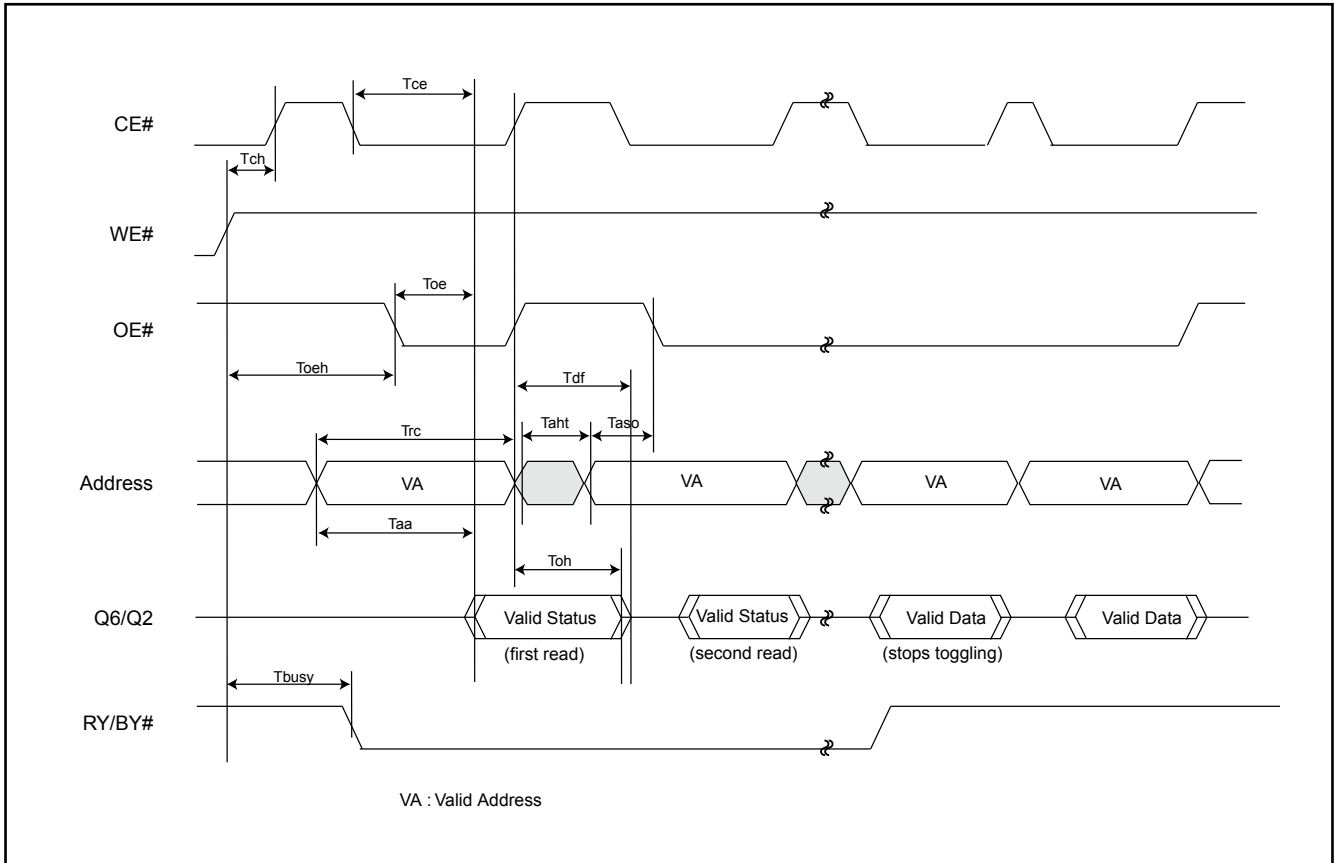 Tce
CE#
Tch
WE#
Toe
OE#
Toeh
Tdf
Taht
Taso
Trc
Address
VA
VA
VA
VA
Taa
Toh
Q6/Q2
Valid Status
Valid Status
Valid Data
Valid Data
(first read)
(second read)
(stops toggling)
Tbusy
RY/BY#
VA : Valid Address